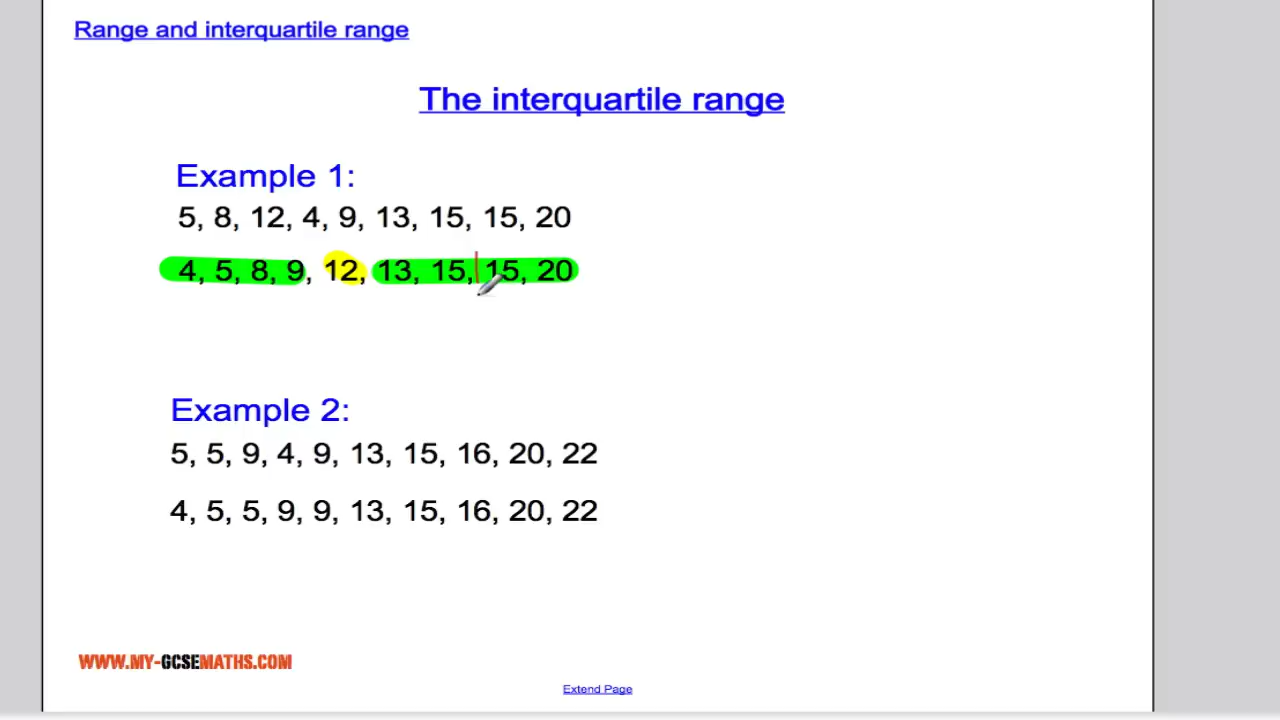 Range and interquartile range
The interquartile range
Example 1:
5, 8, 12, 4, 9, 13, 15, 15, 20
4, 5, 8, 9, 12, 13, 15, 15, 20
Example 2:
5, 5, 9, 4, 9, 13, 15, 16, 20, 22
4, 5, 5, 9, 9, 13, 15, 16, 20, 22
WWW.MY-GCSEMATHS.COM
Extend Page